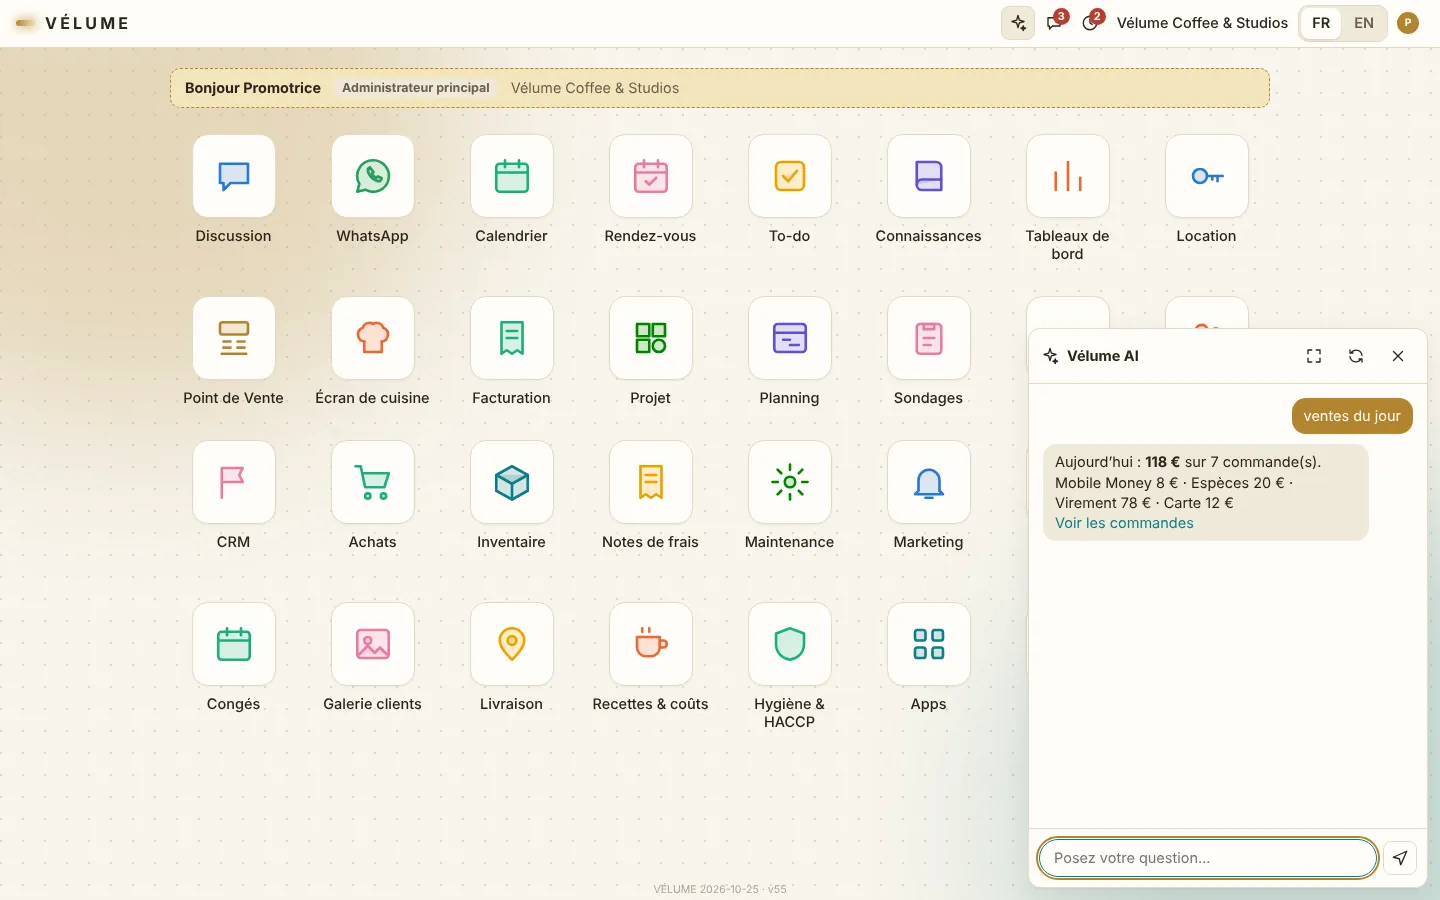 VÉLUME
3
2
Vélume Coffee & Studios
FR
EN
P
Bonjour Promotrice
Administrateur principal
Vélume Coffee & Studios
Discussion
WhatsApp
Calendrier
Rendez-vous
To-do
Connaissances
Tableaux de
bord
Location
Point de Vente
Écran de cuisine
Facturation
Projet
Planning
Sondages
CRM
Achats
Inventaire
Notes de frais
Maintenance
Marketing
Congés
Galerie clients
Livraison
Recettes & coûts
Hygiène &
HACCP
Apps
Vélume AI
ventes du jour
Aujourd’hui : 118 € sur 7 commande(s).
Mobile Money 8 € · Espèces 20 € ·
Virement 78 € · Carte 12 €
Voir les commandes
Posez votre question...
VÉLUME 2026-10-25 · v55